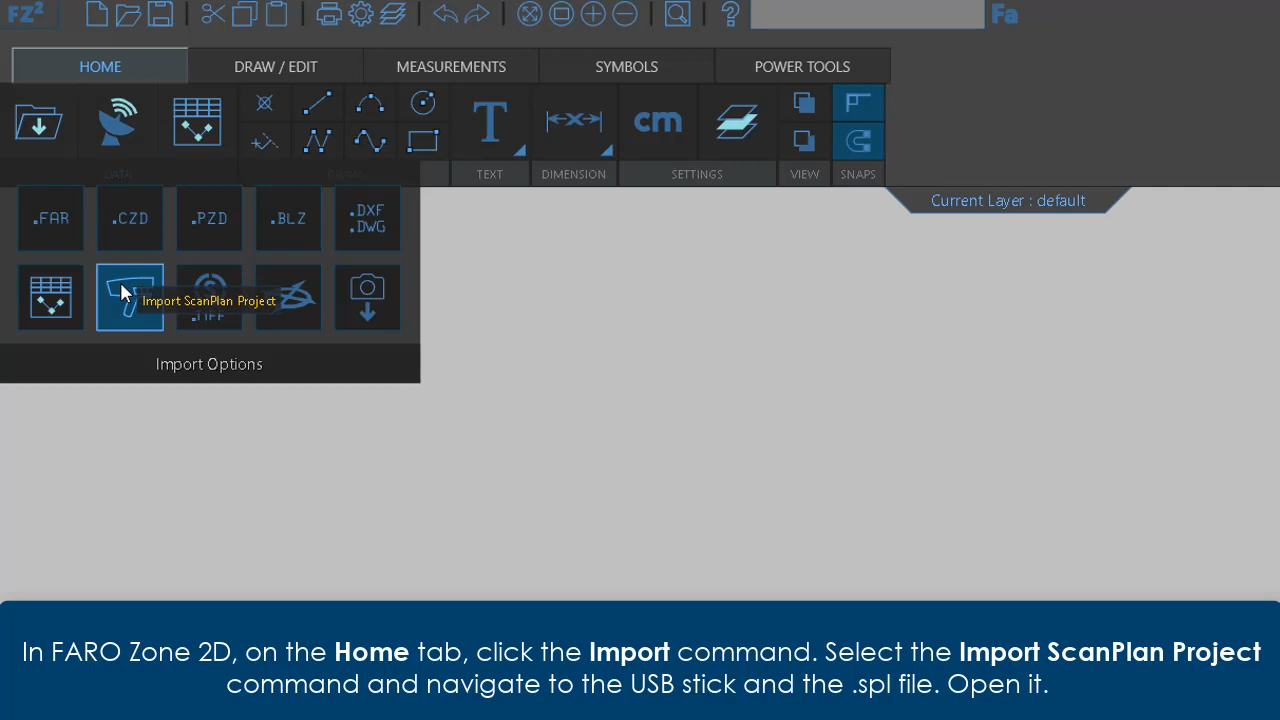 FZ²
Fa
HOME
DRAW / EDIT
MEASUREMENTS
SYMBOLS
POWER TOOLS
T
cm
DATA
DRAW
TEXT
DIMENSION
SETTINGS
VIEW
SNAPS
Current Layer : default
.FAR
.CZD
.PZD
.BLZ
.DXF
.DWG
Import ScanPlan Project
Import Options
In FARO Zone 2D, on the Home tab, click the Import command. Select the Import ScanPlan Project
command and navigate to the USB stick and the .spl file. Open it.